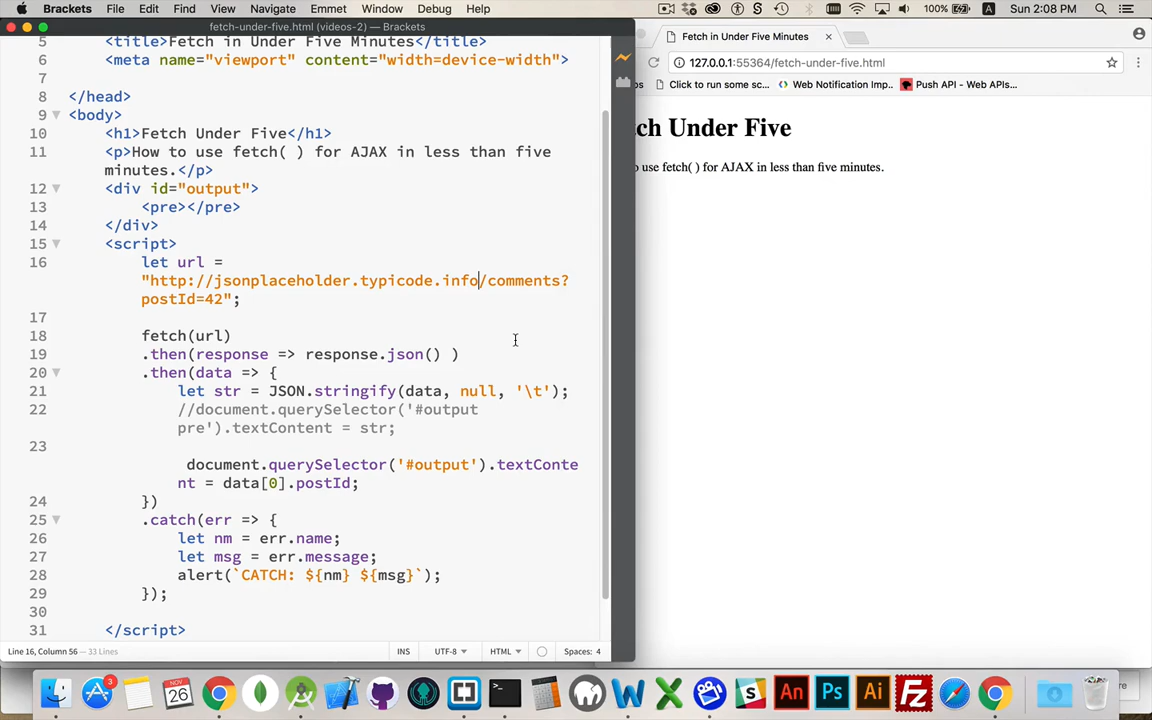 Brackets File Edit Find View Navigate Emmet Window Debug Help
100% A Sun 2:08 PM
fetch-under-five.html (videos-2) — Brackets
5 <title>Fetch in Under Five Minutes</title>
6 <meta name="viewport" content="width=device-width">
7
8 </head>
9 <body>
10 <h1>Fetch Under Five</h1>
11 <p>How to use fetch( ) for AJAX in less than five
minutes.</p>
12 <div id="output">
13 <pre></pre>
14 </div>
15 <script>
16 let url =
"http://jsonplaceholder.typicode.info/comments?
postId=42";
17
18 fetch(url)
19 .then(response => response.json() )
20 .then(data => {
21 let str = JSON.stringify(data, null, '\t');
22 //document.querySelector('#output
pre').textContent = str;
23
document.querySelector('#output').textConte
nt = data[0].postId;
24 })
25 .catch(err => {
26 let nm = err.name;
27 let msg = err.message;
28 alert(`CATCH: ${nm} ${msg}`);
29 });
30
31 </script>
Line 16, Column 56 — 33 Lines
INS UTF-8 HTML Spaces: 4
Fetch in Under Five Minutes
127.0.0.1:55364/fetch-under-five.html
ps Click to run some sc... Web Notification Imp.. Push API - Web APIs...
ch Under Five
to use fetch( ) for AJAX in less than five minutes.
3
NOV
26
W
X
S
An
Ps
Ai
Fz
re